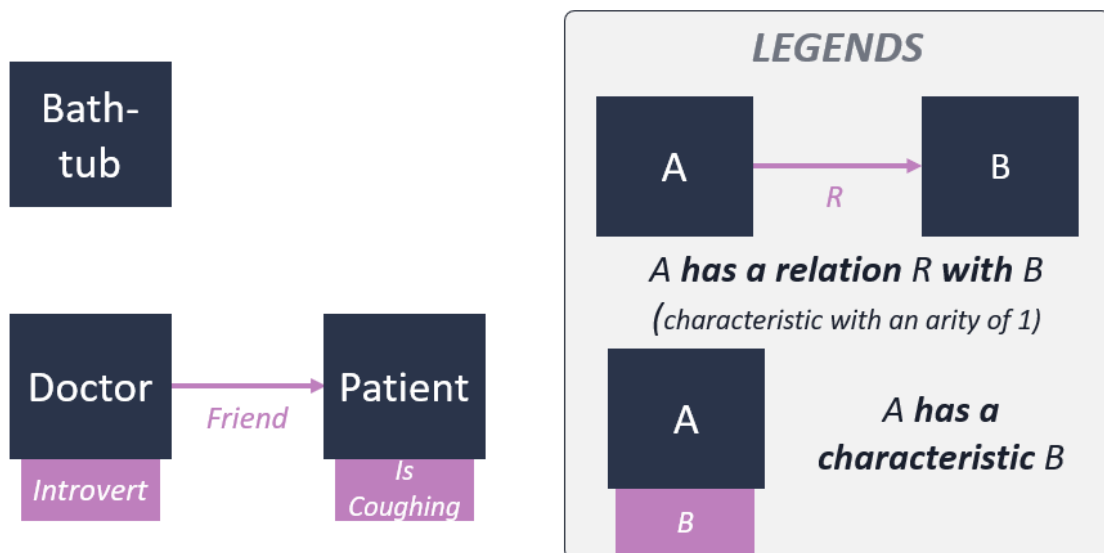 Bath-
tub
Doctor
Friend
Patient
Introvert
Is
Coughing
LEGENDS
A
R
B
A has a relation R with B
(characteristic with an arity of 1)
A
B
A has a
characteristic B